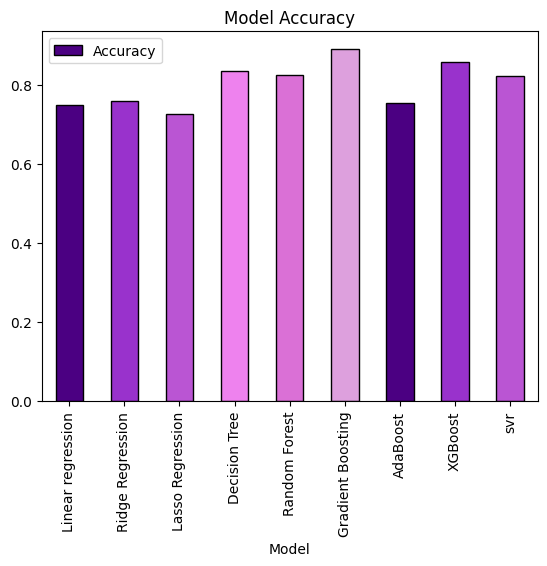 Model Accuracy
Accuracy
0.8
0.6
0.4
0.2
0.0
Linear regression
Ridge Regression
Lasso Regression
Decision Tree
Random Forest
Gradient Boosting
AdaBoost
XGBoost
svr
Model